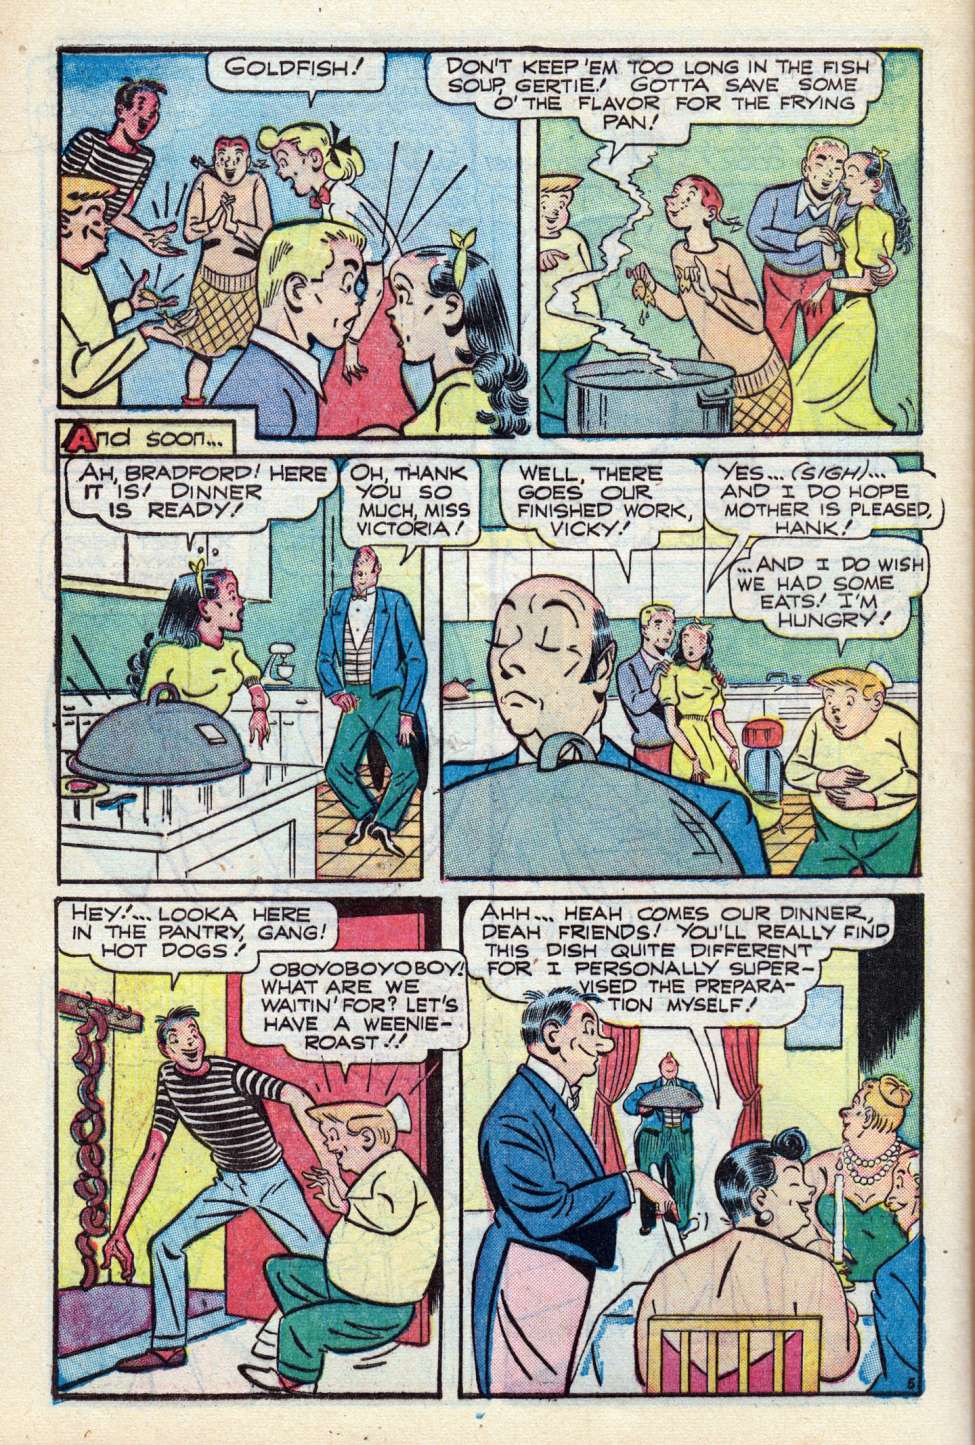 GOLDFISH!
DON'T KEEP 'EM TOO LONG IN THE FISH
SOUP, GERTIE! GOTTA SAVE SOME
O' THE FLAVOR FOR THE FRYING
PAN!
And soon...
AH, BRADFORD! HERE
IT IS! DINNER
IS READY!
OH, THANK
YOU SO
MUCH, MISS
VICTORIA!
WELL, THERE
GOES OUR
FINISHED WORK,
VICKY!
YES... (SIGH)...
AND I DO HOPE
MOTHER IS PLEASED,
HANK!
...AND I DO WISH
WE HAD SOME
EATS! I'M
HUNGRY!
HEY!... LOOKA HERE
IN THE PANTRY, GANG!
HOT DOGS!
OBOYOBOYOBOY!
WHAT ARE WE
WAITIN' FOR? LET'S
HAVE A WEENIE-
ROAST!!
AHH... HEAH COMES OUR DINNER,
DEAH FRIENDS! YOU'LL REALLY FIND
THIS DISH QUITE DIFFERENT
FOR I PERSONALLY SUPER-
VISED THE PREPARA-
TION MYSELF!
5